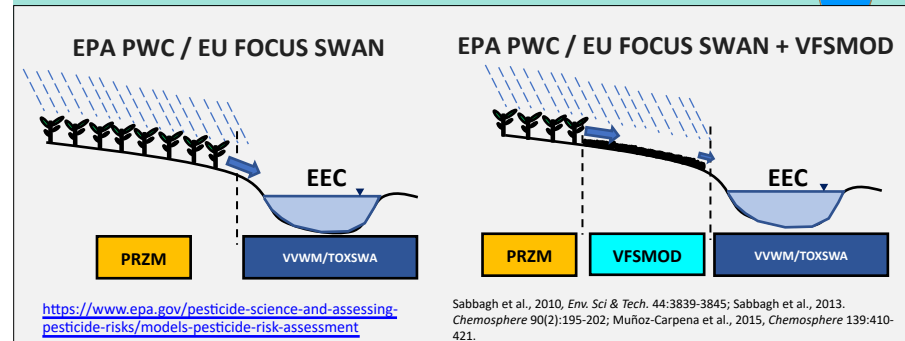 EPA PWC / EU FOCUS SWAN
EEC
PRZM
VVWM/TOXSWA
https://www.epa.gov/pesticide-science-and-assessing-
pesticide-risks/models-pesticide-risk-assessment
EPA PWC / EU FOCUS SWAN + VFSMOD
EEC
PRZM
VFSMOD
VVWM/TOXSWA
Sabbagh et al., 2010, Env. Sci & Tech. 44:3839-3845; Sabbagh et al., 2013.
Chemosphere 90(2):195-202; Muñoz-Carpena et al., 2015, Chemosphere 139:410-
421.